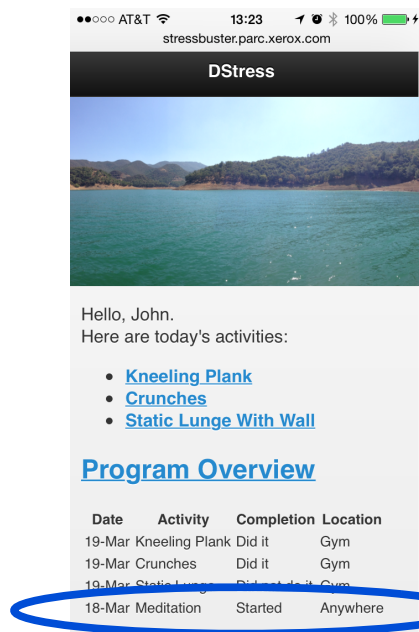 AT&T 13:23 100%
stressbuster.parc.xerox.com
DStress
Hello, John.
Here are today's activities:
Kneeling Plank
Crunches
Static Lunge With Wall
Program Overview
Date Activity Completion Location
19-Mar Kneeling Plank Did it Gym
19-Mar Crunches Did it Gym
19-Mar Static Lunge Did not do it Gym
18-Mar Meditation Started Anywhere